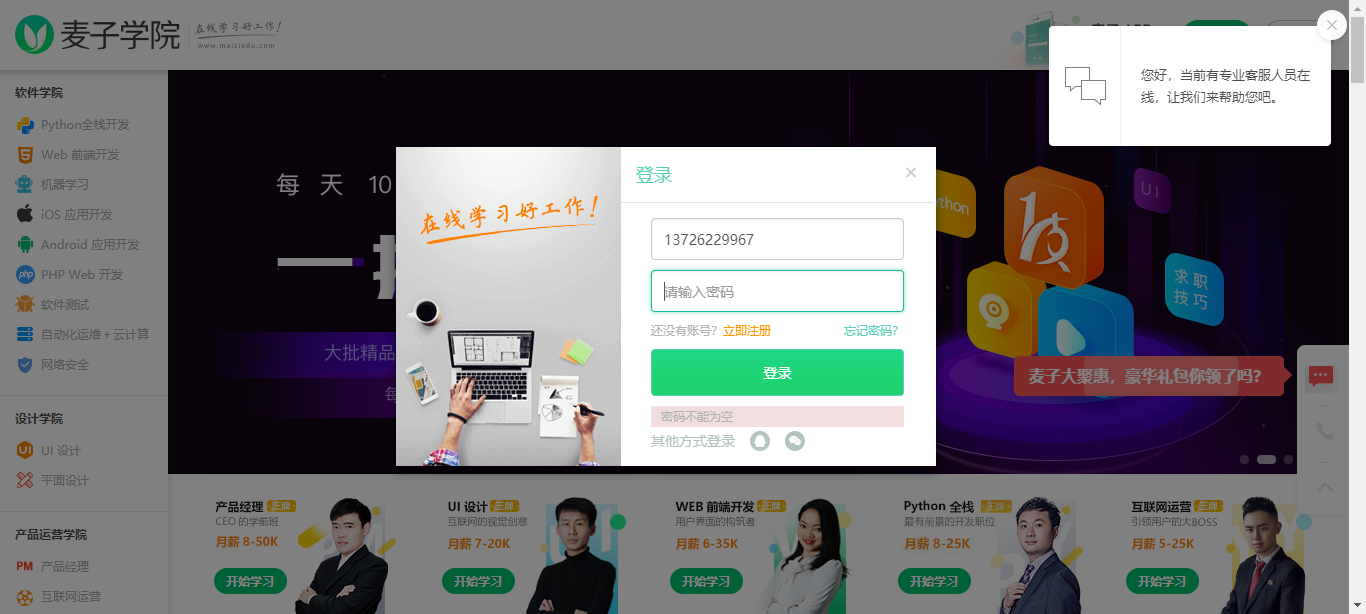 麦子学院
在线学习好工作!
www.maiziedu.com
您好，当前有专业客服人员在
线，让我们来帮助您吧。
软件学院
Python全栈开发
Web 前端开发
机器学习
iOS 应用开发
Android 应用开发
PHP Web 开发
软件测试
自动化运维+云计算
网络安全
设计学院
UI 设计
平面设计
产品运营学院
PM 产品经理
互联网运营
每 天 10
大批精品
每
在线学习好工作!
登录
×
13726229967
请输入密码
还没有账号? 立即注册
忘记密码?
登录
密码不能为空
其他方式登录
thon
UI
求职
技巧
麦子大聚惠，豪华礼包你领了吗?
产品经理
CEO 的学前班
月薪 8-50K
开始学习
UI 设计
互联网的视觉创意
月薪 7-20K
开始学习
WEB 前端开发
用户界面的构筑者
月薪 6-35K
开始学习
Python 全栈
最有前景的开发职位
月薪 8-25K
开始学习
互联网运营
引领用户的大BOSS
月薪 5-25K
开始学习